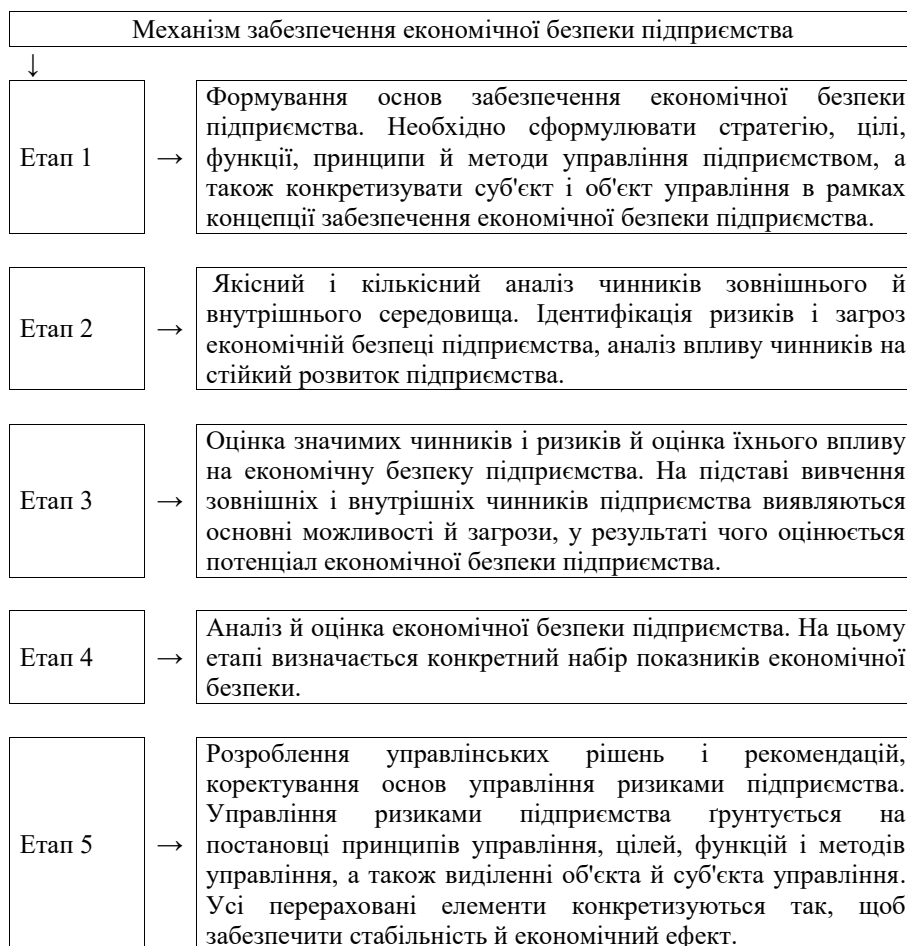 Механізм забезпечення економічної безпеки підприємства
↓
Етап 1
→
Формування основ забезпечення економічної безпеки
підприємства. Необхідно сформулювати стратегію, цілі,
функції, принципи й методи управління підприємством, а
також конкретизувати суб'єкт і об'єкт управління в рамках
концепції забезпечення економічної безпеки підприємства.
Етап 2
→
Якісний і кількісний аналіз чинників зовнішнього й
внутрішнього середовища. Ідентифікація ризиків і загроз
економічній безпеці підприємства, аналіз впливу чинників на
стійкий розвиток підприємства.
Етап 3
→
Оцінка значимих чинників і ризиків й оцінка їхнього впливу
на економічну безпеку підприємства. На підставі вивчення
зовнішніх і внутрішніх чинників підприємства виявляються
основні можливості й загрози, у результаті чого оцінюється
потенціал економічної безпеки підприємства.
Етап 4
→
Аналіз й оцінка економічної безпеки підприємства. На цьому
етапі визначається конкретний набір показників економічної
безпеки.
Етап 5
→
Розроблення управлінських рішень і рекомендацій,
коректування основ управління ризиками підприємства.
Управління ризиками підприємства ґрунтується на
постановці принципів управління, цілей, функцій і методів
управління, а також виділенні об'єкта й суб'єкта управління.
Усі перераховані елементи конкретизуються так, щоб
забезпечити стабільність й економічний ефект.